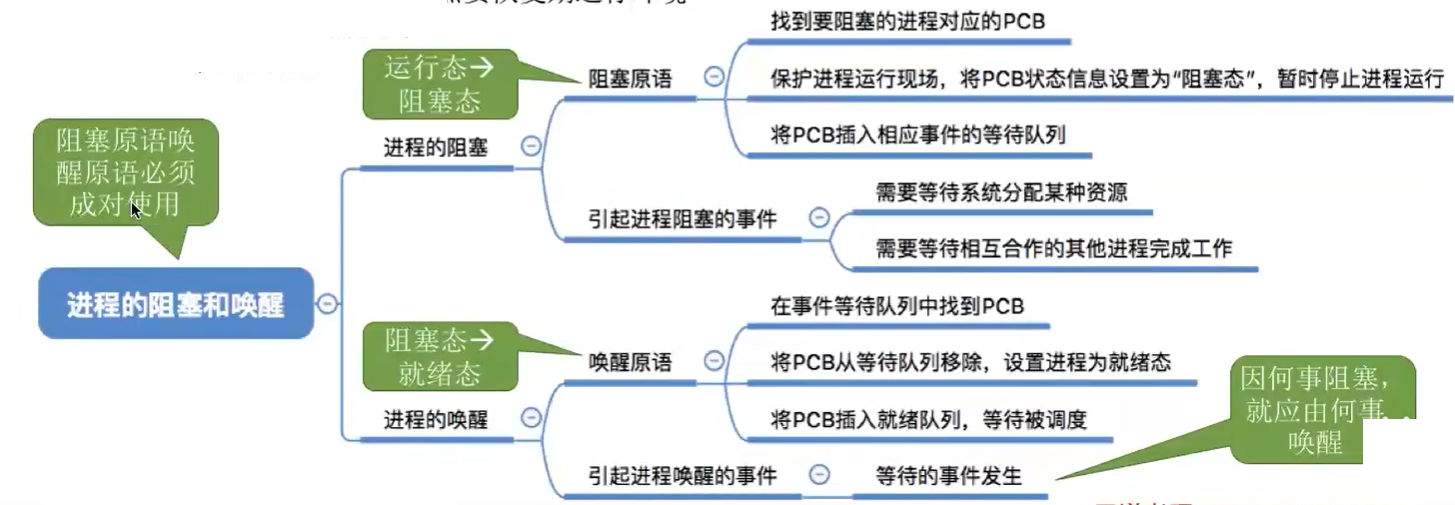 找到要阻塞的进程对应的PCB
运行态→
阻塞态
阻塞原语
保护进程运行现场，将PCB状态信息设置为“阻塞态”，暂时停止进程运行
将PCB插入相应事件的等待队列
进程的阻塞
阻塞原语唤
醒原语必须
成对使用
引起进程阻塞的事件
需要等待系统分配某种资源
需要等待相互合作的其他进程完成工作
进程的阻塞和唤醒
在事件等待队列中找到PCB
阻塞态→
就绪态
唤醒原语
将PCB从等待队列移除，设置进程为就绪态
将PCB插入就绪队列，等待被调度
进程的唤醒
引起进程唤醒的事件
等待的事件发生
因何事阻塞，
就应由何事
唤醒